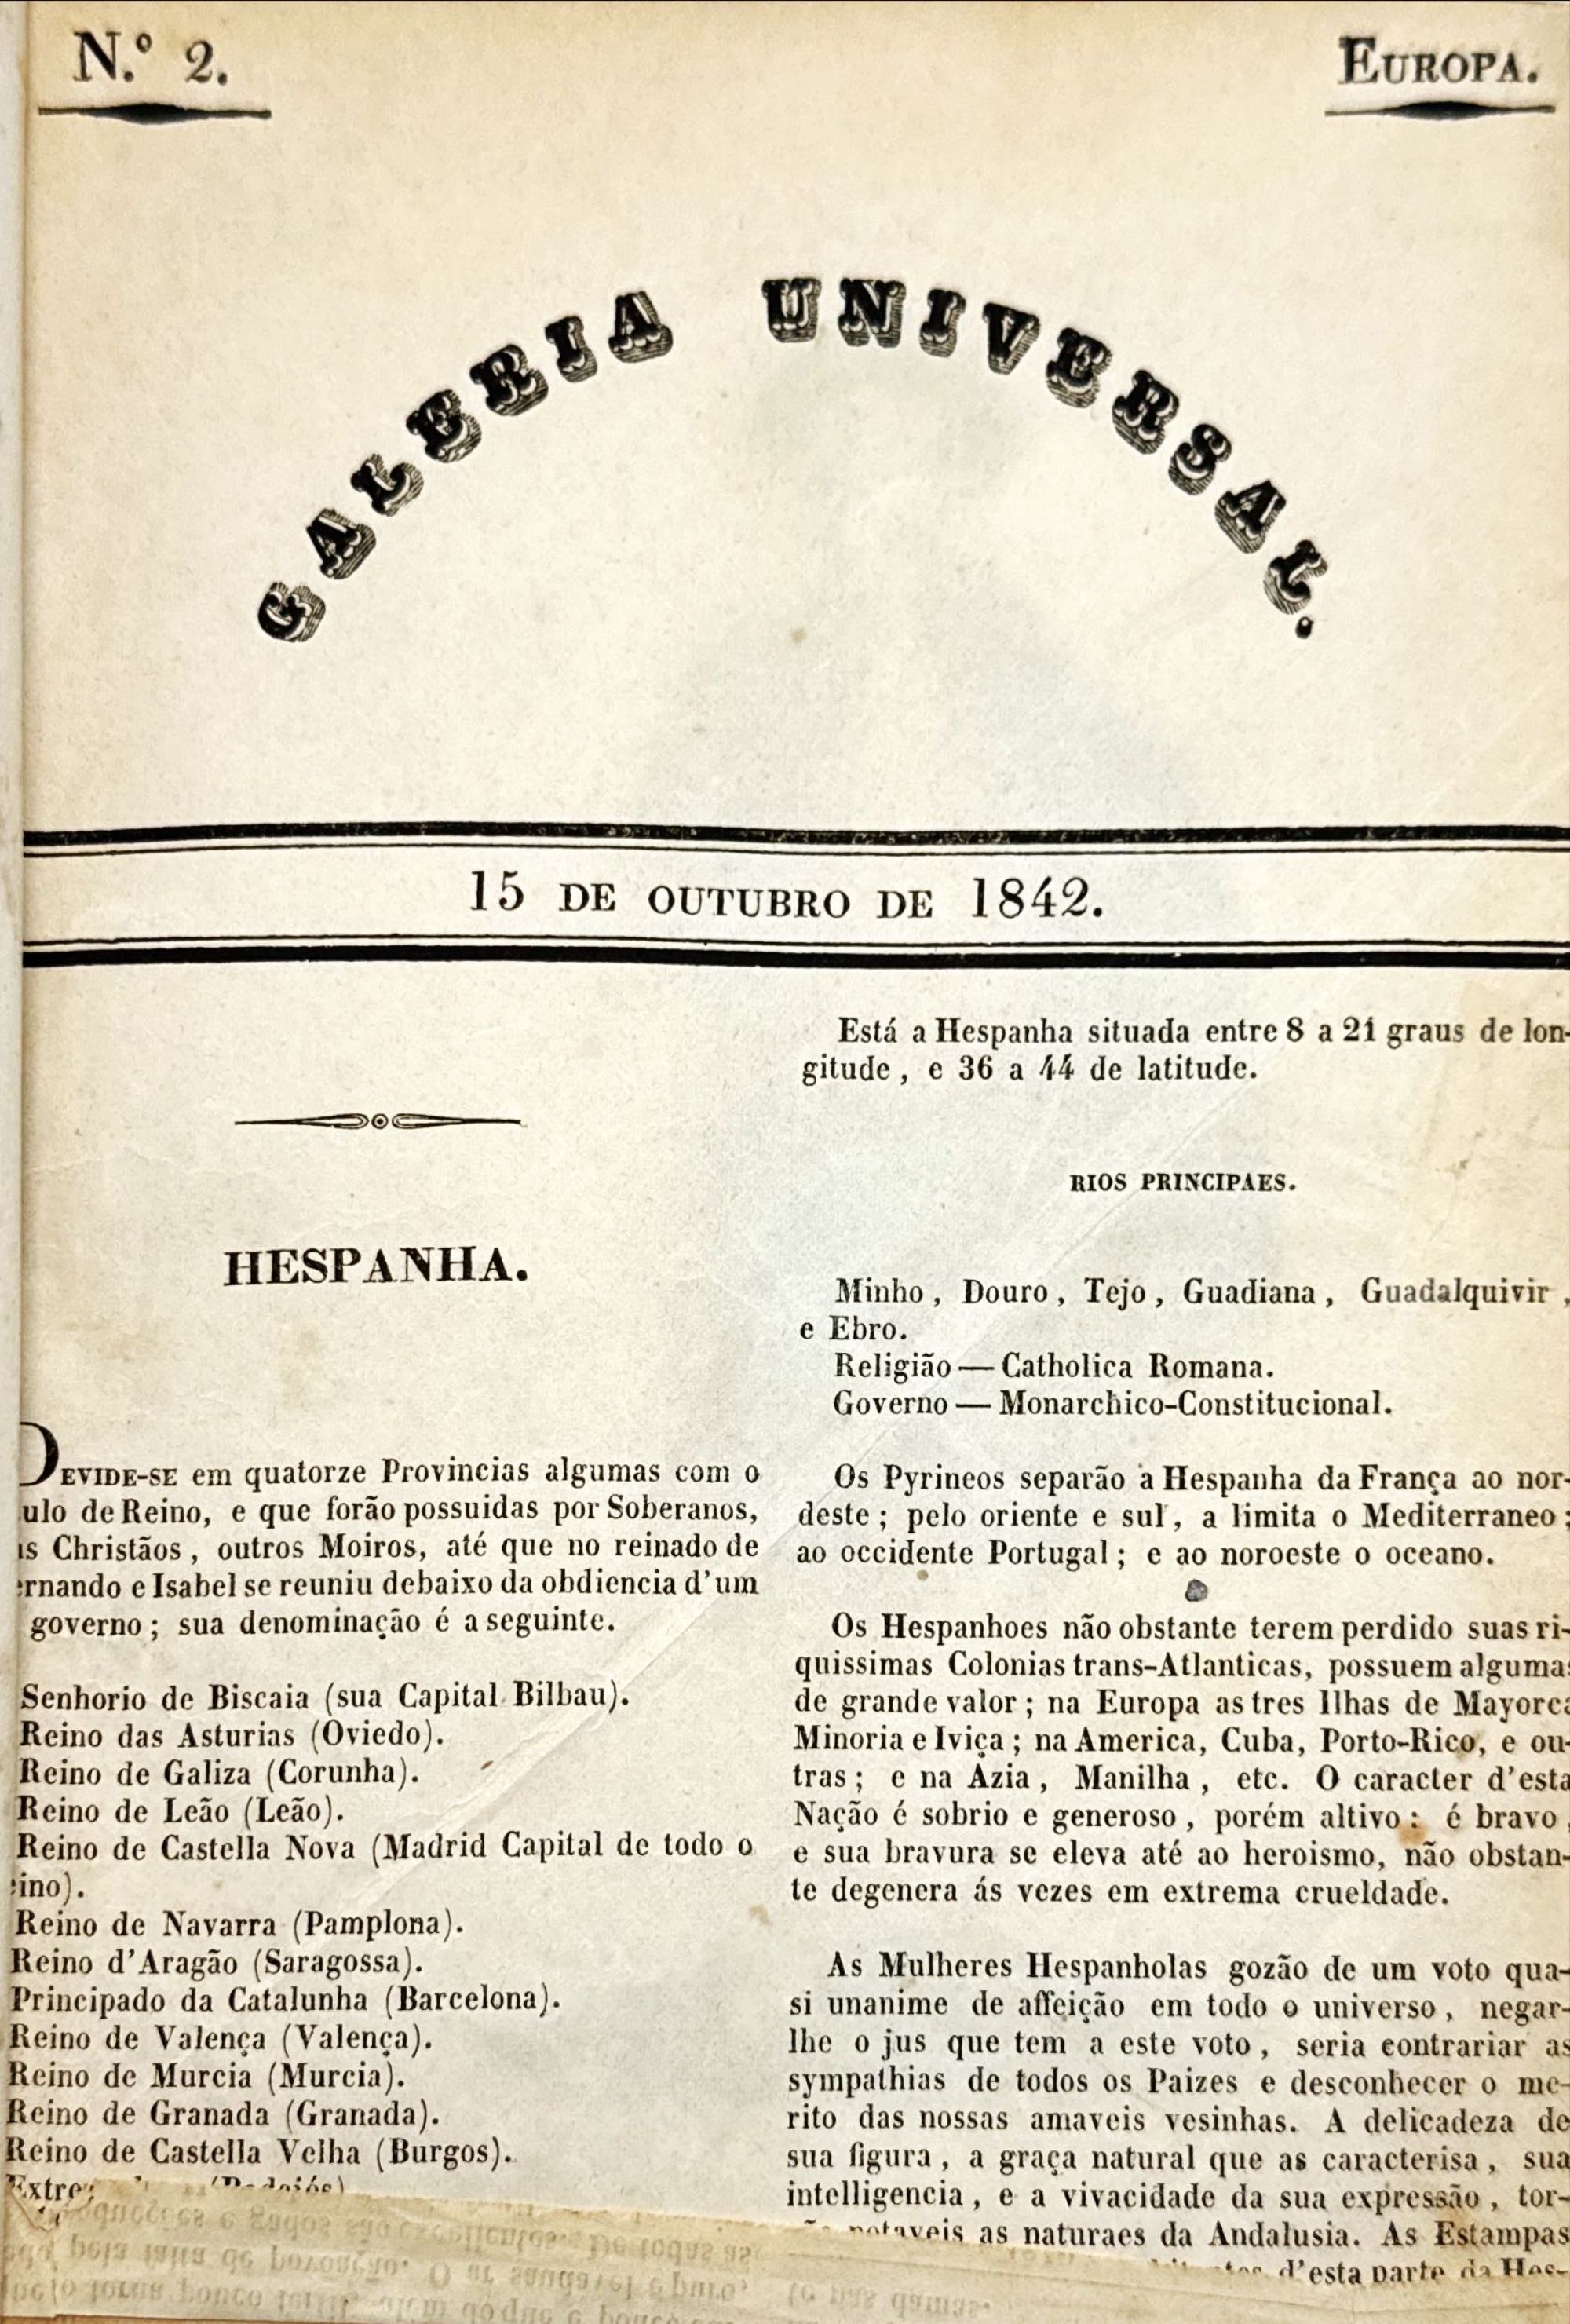 N.º 2.
EUROPA.
GALERIA UNIVERSAL.
15 DE OUTUBRO DE 1842.
HESPANHA.
DEVIDE-SE em quatorze Provincias algumas com o
ulo de Reino, e que forão possuidas por Soberanos,
s Christãos, outros Moiros, até que no reinado de
rnando e Isabel se reuniu debaixo da obdiencia d'um
governo; sua denominação é a seguinte.
Senhorio de Biscaia (sua Capital Bilbau).
Reino das Asturias (Oviedo).
Reino de Galiza (Corunha).
Reino de Leão (Leão).
Reino de Castella Nova (Madrid Capital de todo o
ino).
Reino de Navarra (Pamplona).
Reino d'Aragão (Saragossa).
Principado da Catalunha (Barcelona).
Reino de Valença (Valença).
Reino de Murcia (Murcia).
Reino de Granada (Granada).
Reino de Castella Velha (Burgos).
Está a Hespanha situada entre 8 a 21 graus de lon-
gitude, e 36 a 44 de latitude.
RIOS PRINCIPAES.
Minho, Douro, Tejo, Guadiana, Guadalquivir,
e Ebro.
Religião — Catholica Romana.
Governo — Monarchico-Constitucional.
Os Pyrineos separão a Hespanha da França ao nor-
deste; pelo oriente e sul, a limita o Mediterraneo;
ao occidente Portugal; e ao noroeste o oceano.
Os Hespanhoes não obstante terem perdido suas ri-
quissimas Colonias trans-Atlanticas, possuem algumas
de grande valor; na Europa as tres Ilhas de Mayorca
Minoria e Iviça; na America, Cuba, Porto-Rico, e ou-
tras; e na Azia, Manilha, etc. O caracter d'esta
Nação é sobrio e generoso, porém altivo: é bravo,
e sua bravura se eleva até ao heroismo, não obstan-
te degenera ás vezes em extrema crueldade.
As Mulheres Hespanholas gozão de um voto qua-
si unanime de affeição em todo o universo, negar-
lhe o jus que tem a este voto, seria contrariar as
sympathias de todos os Paizes e desconhecer o me-
rito das nossas amaveis vesinhas. A delicadeza de
sua figura, a graça natural que as caracterisa, sua
intelligencia, e a vivacidade da sua expressão, tor-
notaveis as naturaes da Andalusia. As Estampas
d'esta parte da Hes-